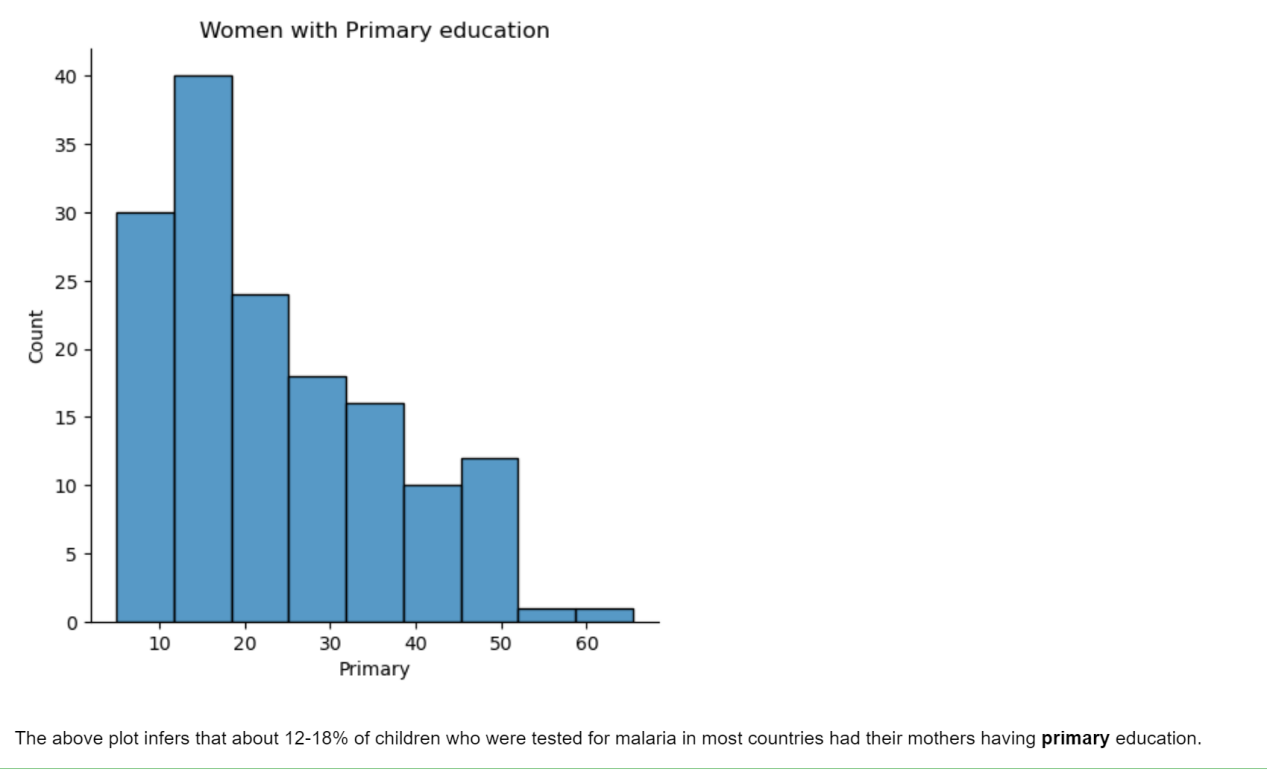 Women with Primary education
40
35
30
25
20
15
10
5
0
Count
10 20 30 40 50 60
Primary
The above plot infers that about 12-18% of children who were tested for malaria in most countries had their mothers having primary education.